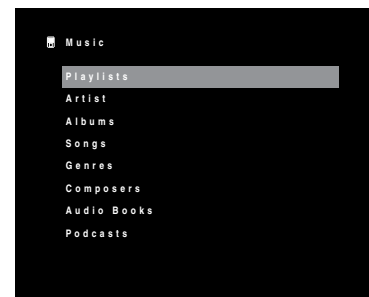 Music
Playlists
Artist
Albums
Songs
Genres
Composers
Audio Books
Podcasts